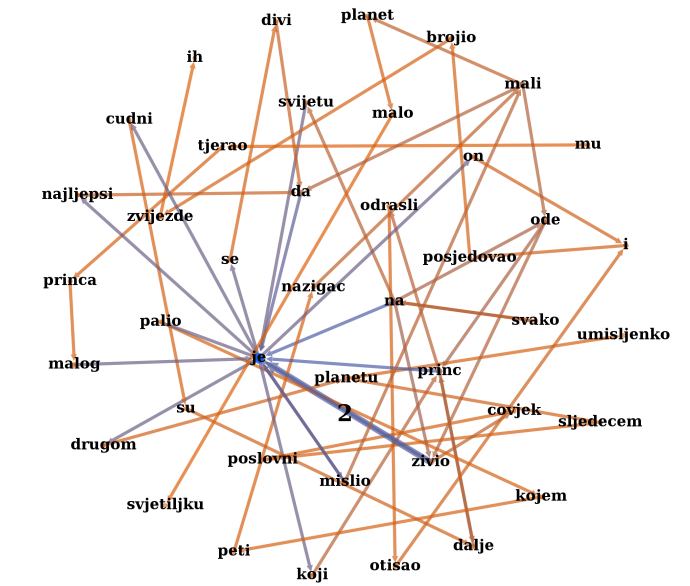 divi
planet
brojio
ih
mali
svijetu
malo
cudni
tjerao
mu
on
najljepsi
da
odrasli
zvijezde
ode
i
se
posjedovao
princa
nazigac
na
palio
svako
umisljenko
malog
je
princ
planetu
su
2
covjek
sljedecem
drugom
poslovni
zivio
mislio
kojem
svjetiljku
peti
dalje
koji
otisao